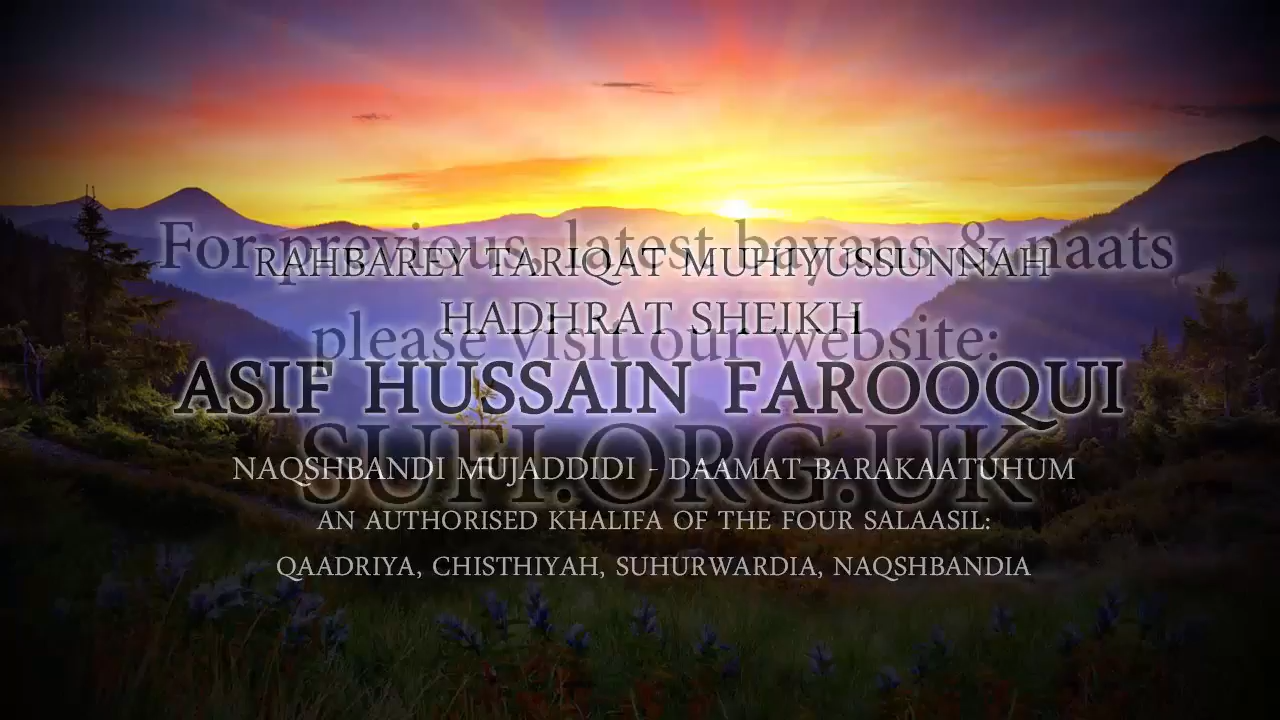 For previous, latest bayans & naats
RAHBAREY TARIQAT MUHIYUSSUNNAH
HADHRAT SHEIKH
please visit our website:
ASIF HUSSAIN FAROOQUI
SUFI.ORG.UK
NAQSHBANDI MUJADDIDI - DAAMAT BARAKAATUHUM
AN AUTHORISED KHALIFA OF THE FOUR SALAASIL:
QAADRIYA, CHISTHIYAH, SUHURWARDIA, NAQSHBANDIA